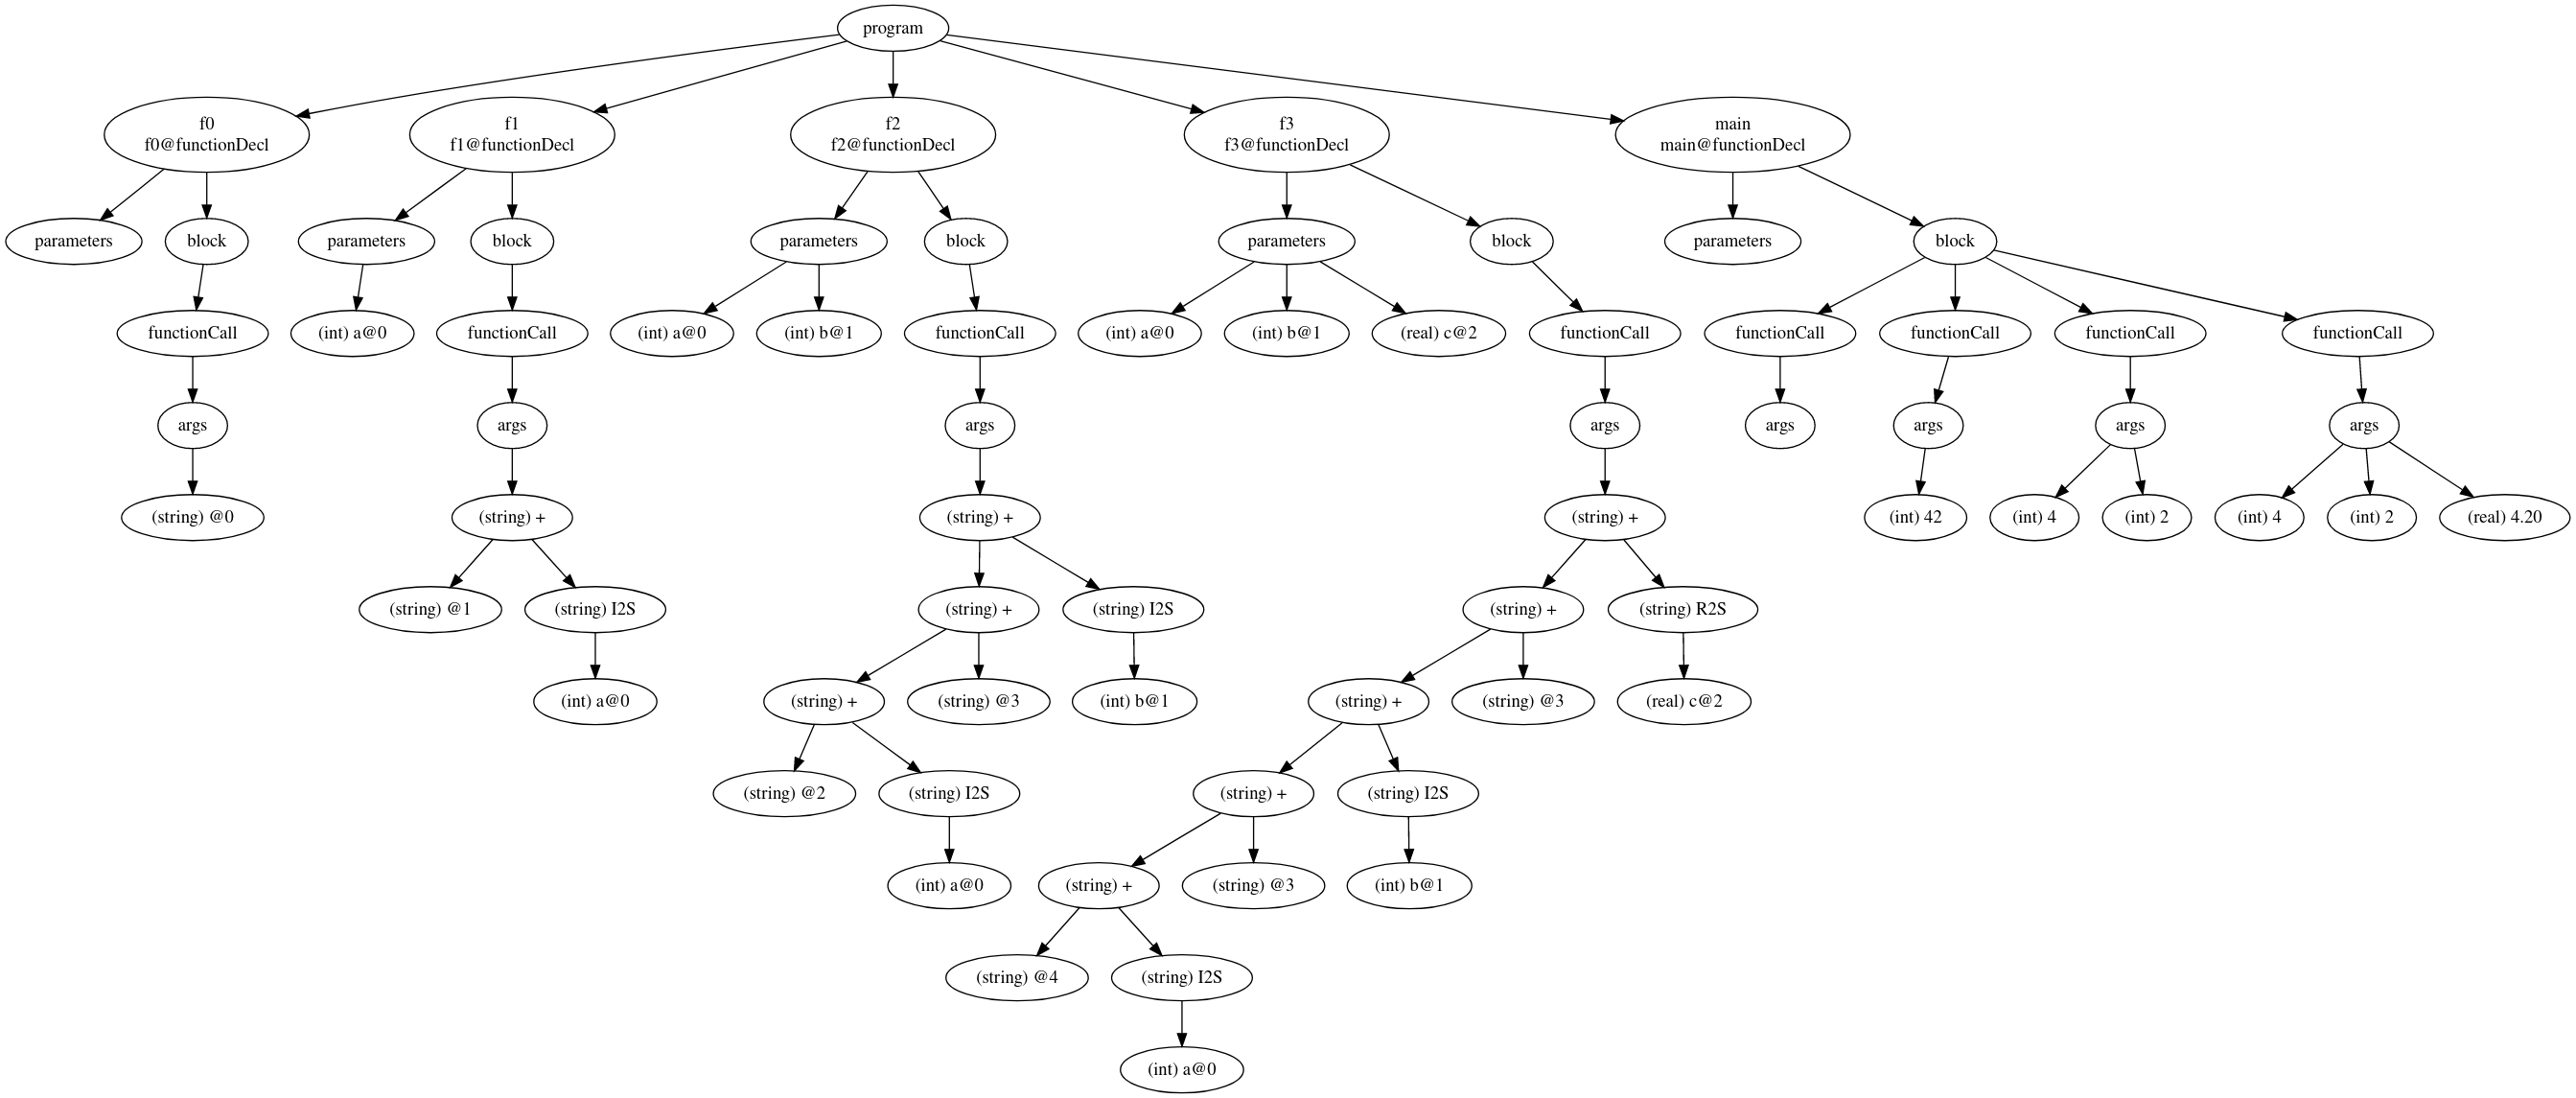 program
f0
f0@functionDecl
f1
f1@functionDecl
f2
f2@functionDecl
f3
f3@functionDecl
main
main@functionDecl
parameters
block
parameters
block
parameters
block
parameters
block
parameters
block
functionCall
(int) a@0
functionCall
(int) a@0
(int) b@1
functionCall
(int) a@0
(int) b@1
(real) c@2
functionCall
functionCall
functionCall
functionCall
functionCall
args
args
args
args
args
args
args
args
(string) @0
(string) +
(string) +
(string) +
(int) 42
(int) 4
(int) 2
(int) 4
(int) 2
(real) 4.20
(string) @1
(string) I2S
(string) +
(string) I2S
(string) +
(string) R2S
(int) a@0
(string) +
(string) @3
(int) b@1
(string) +
(string) @3
(real) c@2
(string) @2
(string) I2S
(string) +
(string) I2S
(int) a@0
(string) +
(string) @3
(int) b@1
(string) @4
(string) I2S
(int) a@0